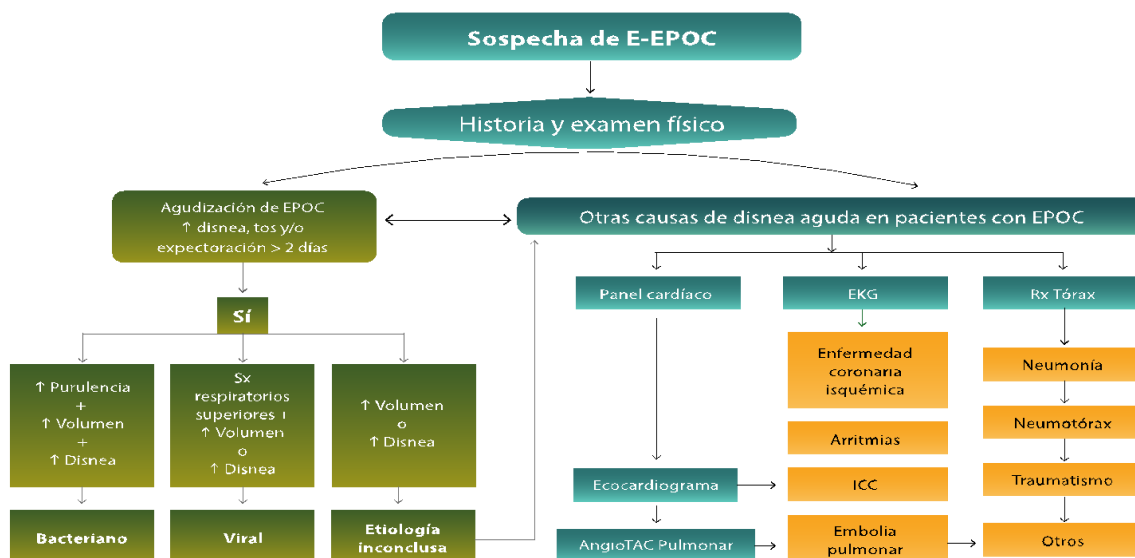 Sospecha de E-EPOC
Historia y examen físico
Agudización de EPOC
↑ disnea, tos y/o
expectoración > 2 días
Otras causas de disnea aguda en pacientes con EPOC
Sí
↑ Purulencia
+
↑ Volumen
+
↑ Disnea
Sx
respiratorios
superiores ı
↑ Volumen
o
↑ Disnea
↑ Volumen
o
↑ Disnea
Bacteriano
Viral
Etiología
inconclusa
Panel cardíaco
EKG
Rx Tórax
Enfermedad
coronaria
isquémica
Neumonía
Arritmias
Neumotórax
Ecocardiograma
ICC
Traumatismo
AngioTAC Pulmonar
Embolia
pulmonar
Otros